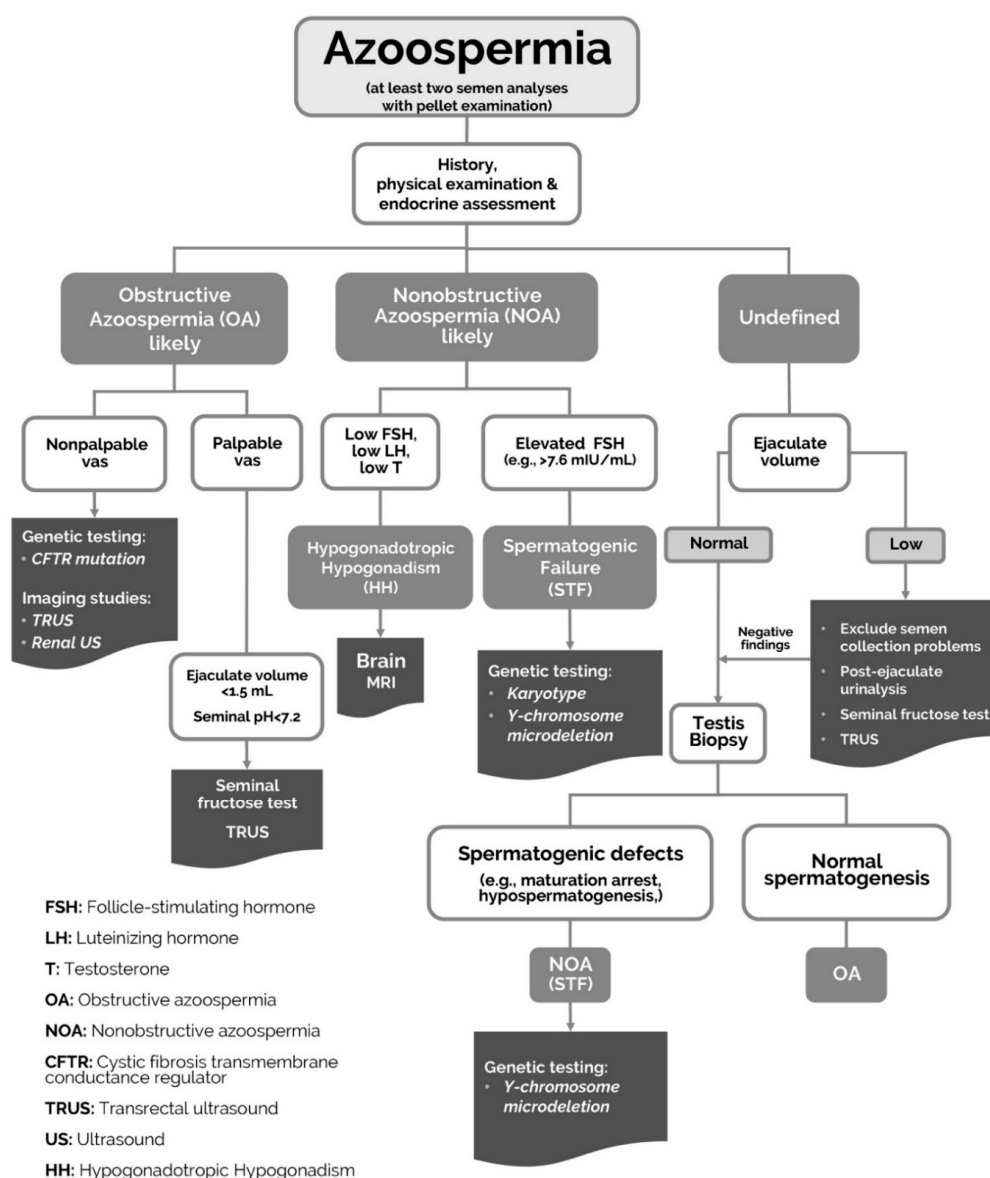 Azoospermia
(at least two semen analyses
with pellet examination)
History,
physical examination &
endocrine assessment
Obstructive
Azoospermia (OA)
likely
Nonobstructive
Azoospermia (NOA)
likely
Undefined
Nonpalpable
vas
Palpable
vas
Low FSH,
low LH,
low T
Elevated FSH
(e.g., >7.6 mIU/mL)
Ejaculate
volume
Genetic testing:
• CFTR mutation
Imaging studies:
• TRUS
• Renal US
Hypogonadotropic
Hypogonadism
(HH)
Spermatogenic
Failure
(STF)
Normal
Low
Ejaculate volume
<1.5 mL
Seminal pH<7.2
Brain
MRI
Genetic testing:
• Karyotype
• Y-chromosome
microdeletion
Negative
findings
• Exclude semen
collection problems
• Post-ejaculate
urinalysis
• Seminal fructose test
• TRUS
Testis
Biopsy
Seminal
fructose test
TRUS
Spermatogenic defects
(e.g., maturation arrest,
hypospermatogenesis,)
Normal
spermatogenesis
NOA
(STF)
OA
Genetic testing:
• Y-chromosome
microdeletion
FSH: Follicle-stimulating hormone
LH: Luteinizing hormone
T: Testosterone
OA: Obstructive azoospermia
NOA: Nonobstructive azoospermia
CFTR: Cystic fibrosis transmembrane
conductance regulator
TRUS: Transrectal ultrasound
US: Ultrasound
HH: Hypogonadotropic Hypogonadism